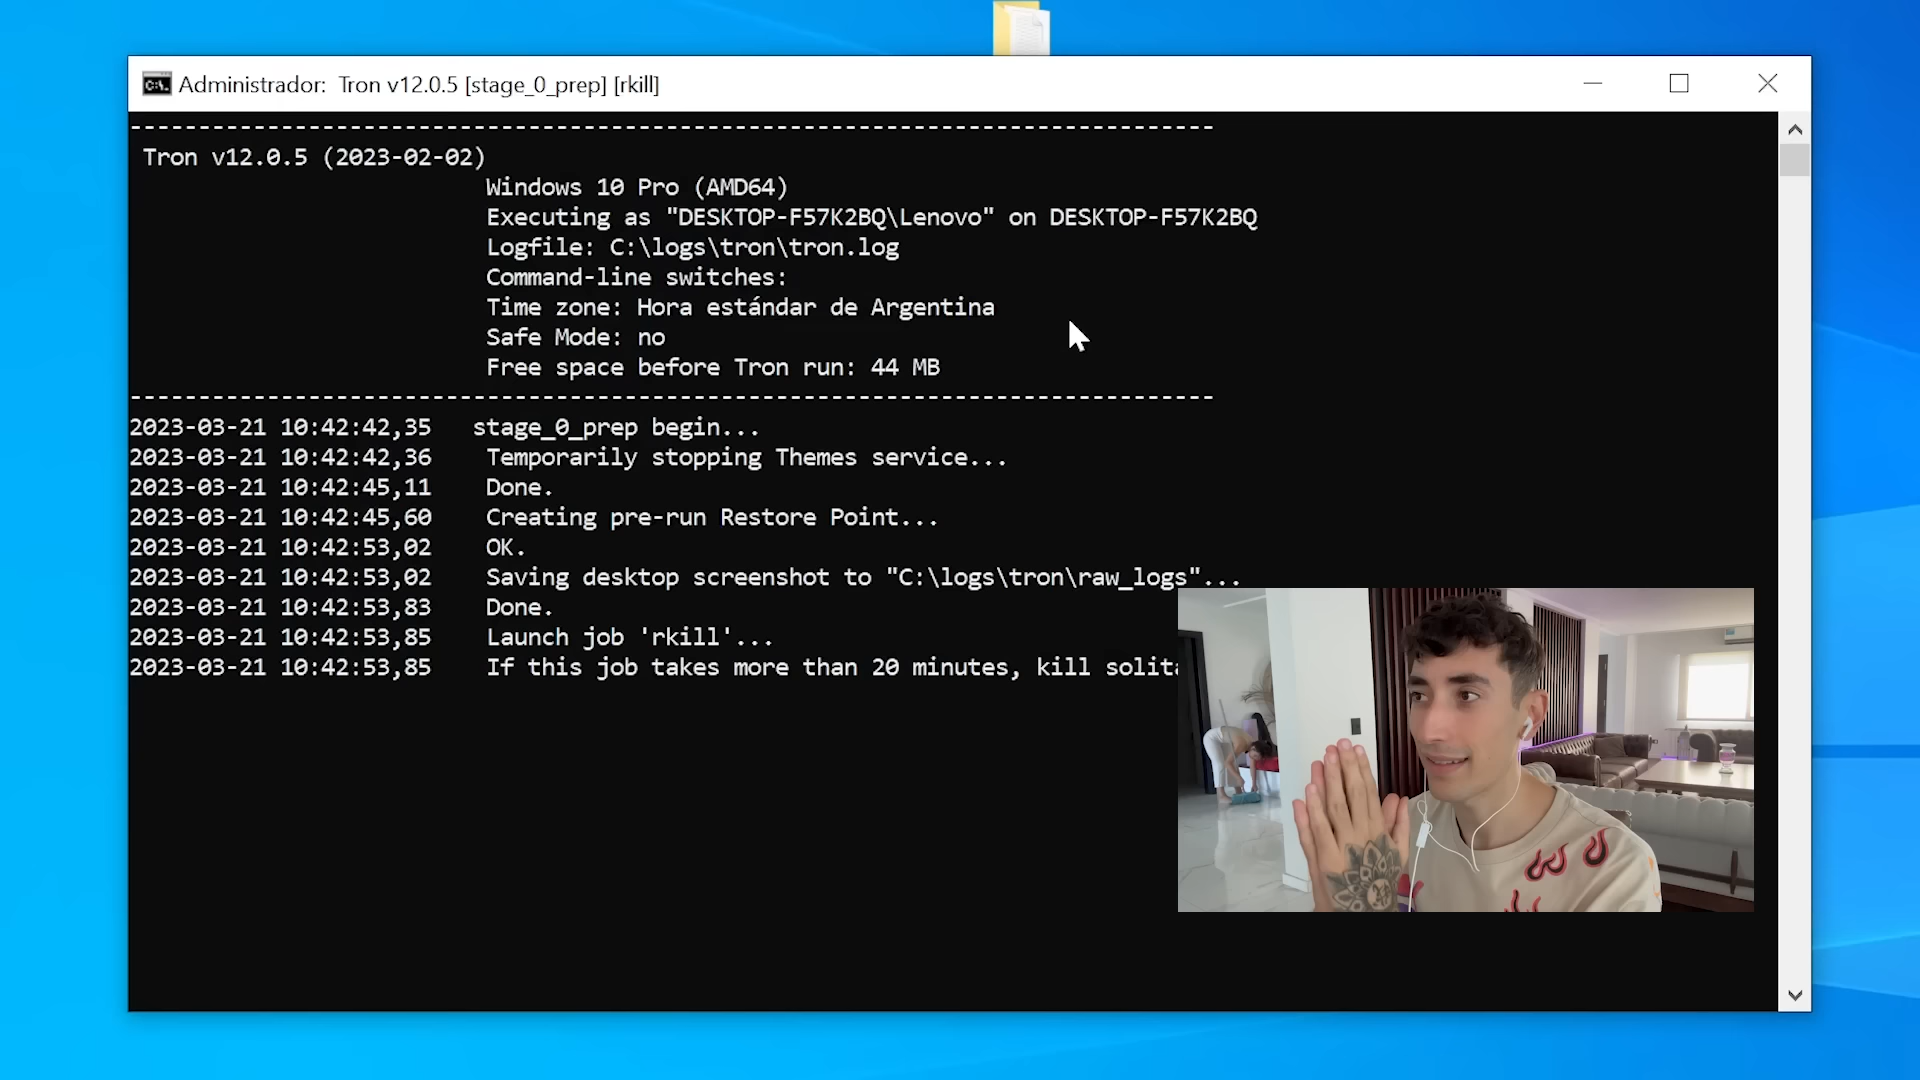 Administrador: Tron v12.0.5 [stage_0_prep] [rkill]
--------------------------------------------------------------------------------
Tron v12.0.5 (2023-02-02)
Windows 10 Pro (AMD64)
Executing as "DESKTOP-F57K2BQ\Lenovo" on DESKTOP-F57K2BQ
Logfile: C:\logs\tron\tron.log
Command-line switches:
Time zone: Hora estándar de Argentina
Safe Mode: no
Free space before Tron run: 44 MB
--------------------------------------------------------------------------------
2023-03-21 10:42:42,35 stage_0_prep begin...
2023-03-21 10:42:42,36 Temporarily stopping Themes service...
2023-03-21 10:42:45,11 Done.
2023-03-21 10:42:45,60 Creating pre-run Restore Point...
2023-03-21 10:42:53,02 OK.
2023-03-21 10:42:53,02 Saving desktop screenshot to "C:\logs\tron\raw_logs"...
2023-03-21 10:42:53,83 Done.
2023-03-21 10:42:53,85 Launch job 'rkill'...
2023-03-21 10:42:53,85 If this job takes more than 20 minutes, kill